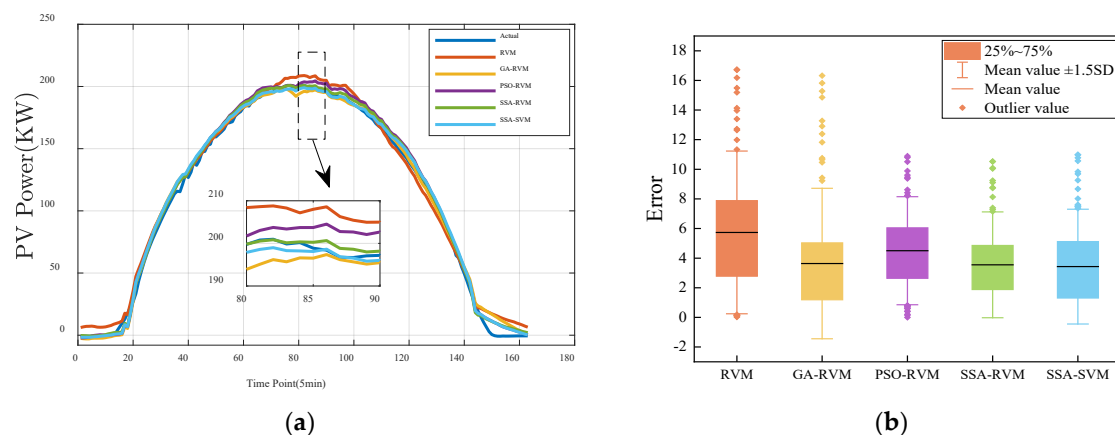 250
200
150
100
50
0
PV Power(KW)
Actual
RVM
GA-RVM
PSO-RVM
SSA-RVM
SSA-SVM
210
200
190
80
85
90
0
20
40
60
80
100
120
140
160
180
Time Point(5min)
(a)
18
16
14
12
10
8
6
4
2
0
-2
Error
25%~75%
Mean value ±1.5SD
Mean value
Outlier value
RVM
GA-RVM
PSO-RVM
SSA-RVM
SSA-SVM
(b)